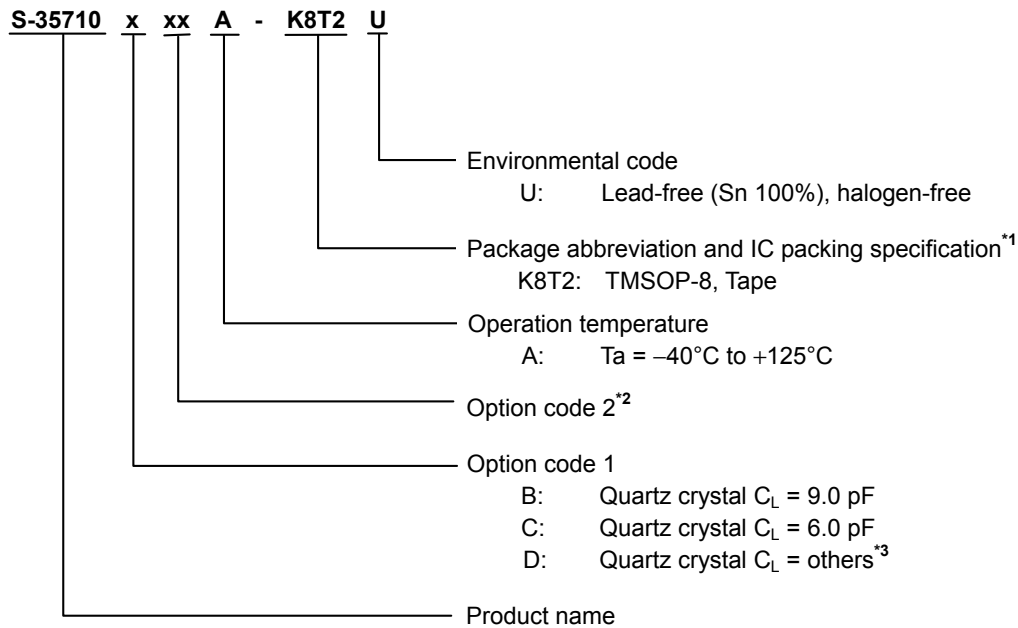 S-35710 x xx A - K8T2 U
Environmental code
U: Lead-free (Sn 100%), halogen-free
Package abbreviation and IC packing specification*1
K8T2: TMSOP-8, Tape
Operation temperature
A: Ta = −40°C to +125°C
Option code 2*2
Option code 1
B: Quartz crystal CL = 9.0 pF
C: Quartz crystal CL = 6.0 pF
D: Quartz crystal CL = others*3
Product name